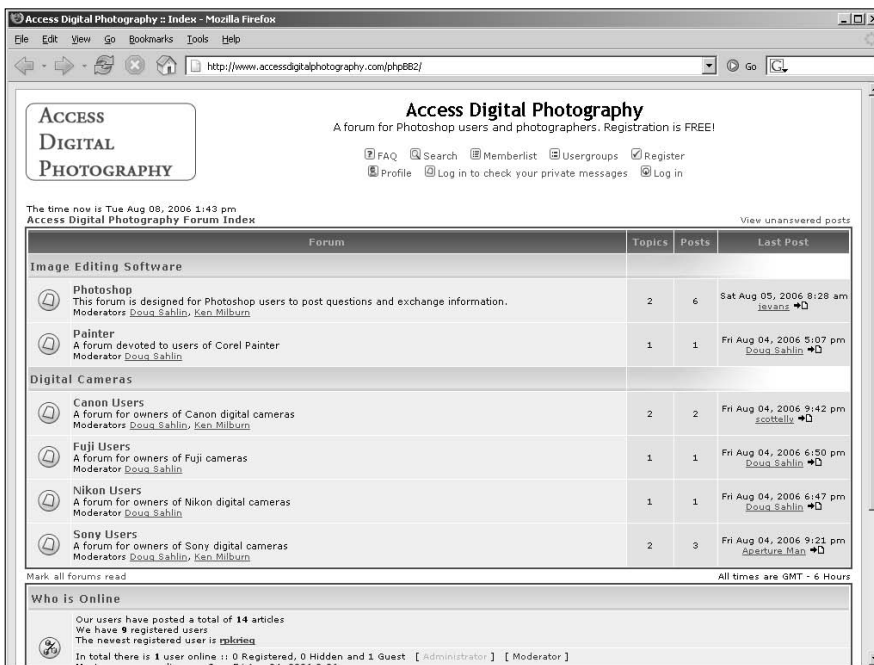 Access Digital Photography :: Index - Mozilla Firefox
File Edit View Go Bookmarks Tools Help
http://www.accessdigitalphotography.com/phpBB2/ Go G
ACCESS
DIGITAL
PHOTOGRAPHY
Access Digital Photography
A forum for Photoshop users and photographers. Registration is FREE!
FAQ Search Memberlist Usergroups Register
Profile Log in to check your private messages Log in
The time now is Tue Aug 08, 2006 1:43 pm
Access Digital Photography Forum Index View unanswered posts
Forum Topics Posts Last Post
Image Editing Software
Photoshop
This forum is designed for Photoshop users to post questions and exchange information.
Moderators Doug Sahlin, Ken Milburn
2 6 Sat Aug 05, 2006 8:28 am
jevans
Painter
A forum devoted to users of Corel Painter
Moderator Doug Sahlin
1 1 Fri Aug 04, 2006 5:07 pm
Doug Sahlin
Digital Cameras
Canon Users
A forum for owners of Canon digital cameras
Moderators Doug Sahlin, Ken Milburn
2 2 Fri Aug 04, 2006 9:42 pm
scottelly
Fuji Users
A forum for owners of Fuji cameras
Moderator Doug Sahlin
1 1 Fri Aug 04, 2006 6:50 pm
Doug Sahlin
Nikon Users
A forum for owners of Nikon digital cameras
Moderator Doug Sahlin
1 1 Fri Aug 04, 2006 6:47 pm
Doug Sahlin
Sony Users
A forum for owners of Sony digital cameras
Moderators Doug Sahlin, Ken Milburn
2 3 Fri Aug 04, 2006 9:21 pm
Aperture Man
Mark all forums read All times are GMT - 6 Hours
Who is Online
Our users have posted a total of 14 articles
We have 9 registered users
The newest registered user is rpkrieg
In total there is 1 user online :: 0 Registered, 0 Hidden and 1 Guest [ Administrator ] [ Moderator ]